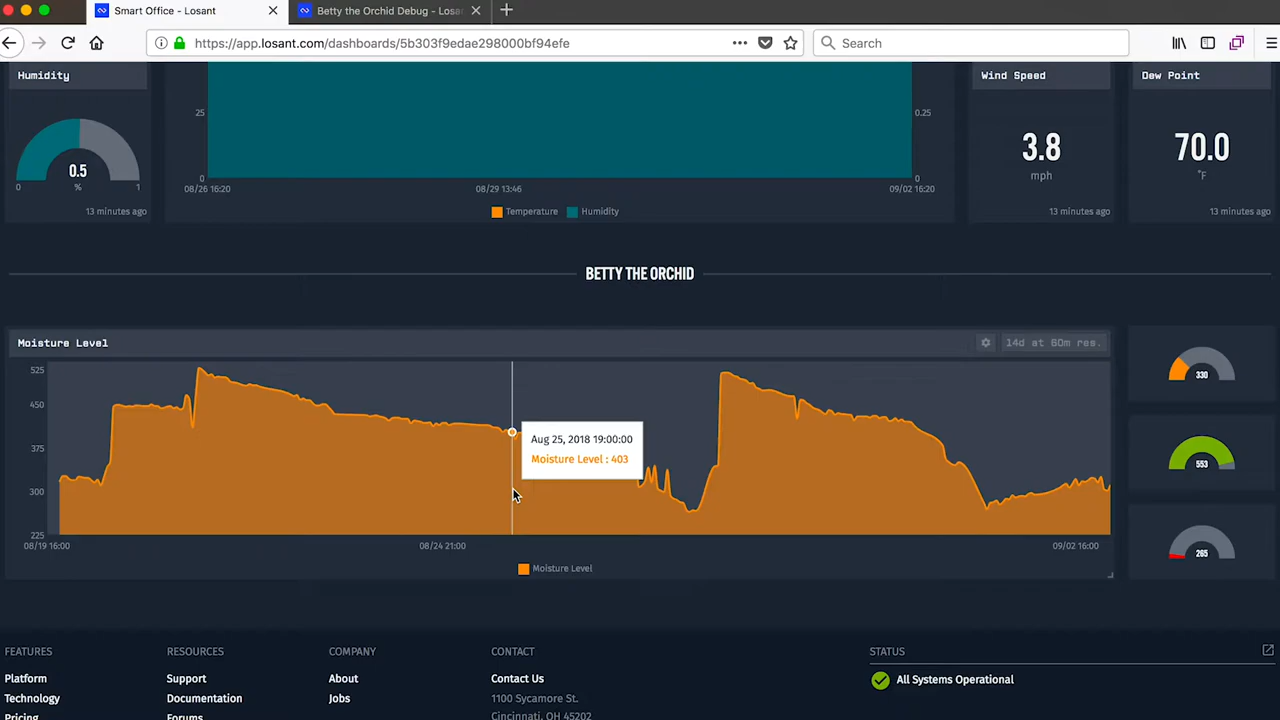 Smart Office - Losant
Betty the Orchid Debug - Losa
https://app.losant.com/dashboards/5b303f9edae298000bf94efe
Search
Humidity
0.5
0
%
1
13 minutes ago
25
0
0.25
0
08/26 16:20
08/29 13:46
09/02 16:20
Temperature
Humidity
Wind Speed
3.8
mph
13 minutes ago
Dew Point
70.0
°F
13 minutes ago
BETTY THE ORCHID
Moisture Level
14d at 60m res.
525
450
375
300
225
Aug 25, 2018 19:00:00
Moisture Level : 403
08/19 16:00
08/24 21:00
09/02 16:00
Moisture Level
330
553
265
FEATURES
Platform
Technology
Pricing
RESOURCES
Support
Documentation
Forums
COMPANY
About
Jobs
CONTACT
Contact Us
1100 Sycamore St.
Cincinnati, OH 45202
STATUS
All Systems Operational